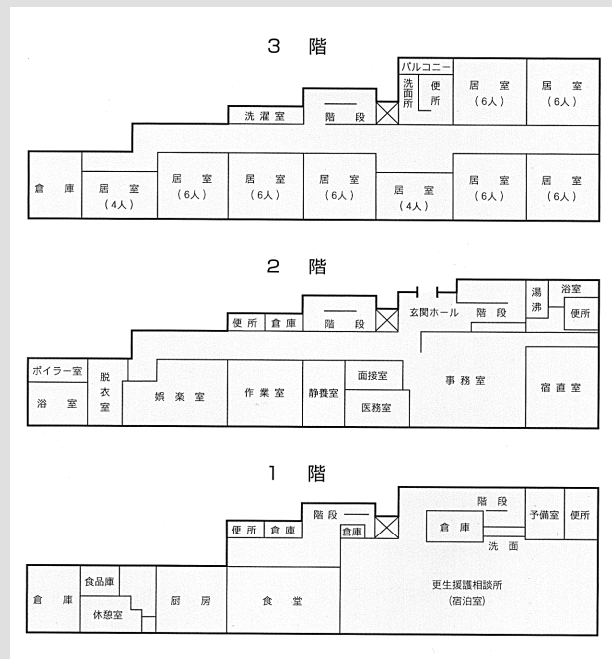 3 階
バルコニー
洗面所
便所
居室
(6人)
居室
(6人)
洗濯室
階段
倉庫
居室
(4人)
居室
(6人)
居室
(6人)
居室
(6人)
居室
(4人)
居室
(6人)
居室
(6人)
2 階
便所
倉庫
階段
玄関ホール
階段
湯沸
浴室
便所
ボイラー室
浴室
脱衣室
娯楽室
作業室
静養室
面接室
医務室
事務室
宿直室
1 階
便所
倉庫
階段
倉庫
階段
倉庫
洗面
予備室
便所
倉庫
食品庫
休憩室
厨房
食堂
更生援護相談所
(宿泊室)